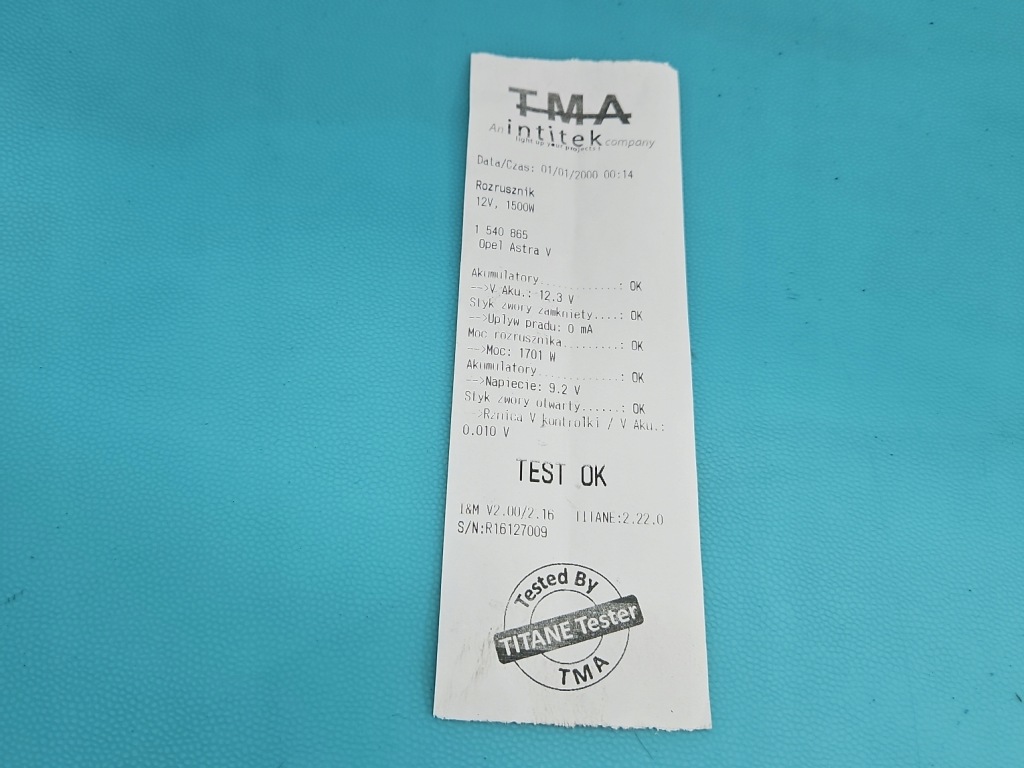 TMA
An intitek company
light up your projects!
Data/Czas: 01/01/2000 00:14
Rozrusznik
12V, 1500W
1 540 865
Opel Astra V
Akumulatory.............: OK
-->V Aku.: 12.3 V
Styk zwory zamkniety....: OK
-->Uplyw pradu: 0 mA
Moc rozrusznika.........: OK
-->Moc: 1701 W
Akumulatory.............: OK
-->Napiecie: 9.2 V
Styk zwory otwarty......: OK
-->Rznica V kontrolki / V Aku.:
0.010 V
TEST OK
I&M V2.00/2.16 TITANE:2.22.0
S/N:R16127009
Tested By
TITANE Tester
TMA